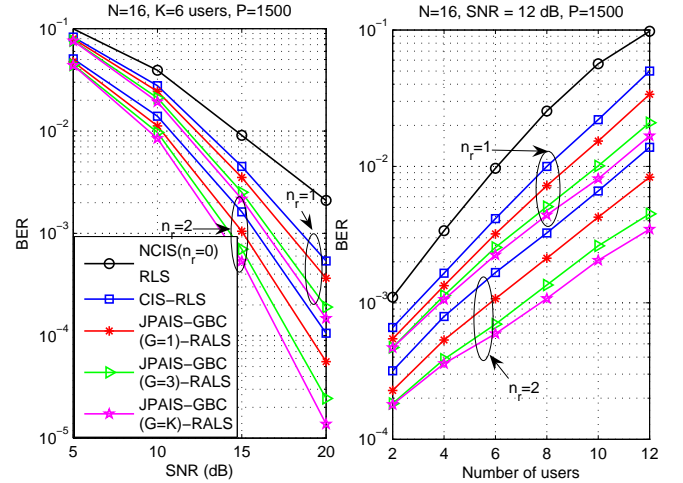 N=16, K=6 users, P=1500
10^0
10^-1
10^-2
10^-3
10^-4
10^-5
BER
5
10
15
20
SNR (dB)
n_r=1
n_r=2
NCIS(n_r=0)
RLS
CIS-RLS
JPAIS-GBC
(G=1)-RALS
JPAIS-GBC
(G=3)-RALS
JPAIS-GBC
(G=K)-RALS
N=16, SNR = 12 dB, P=1500
10^-1
10^-2
10^-3
10^-4
BER
2
4
6
8
10
12
Number of users
n_r=1
n_r=2